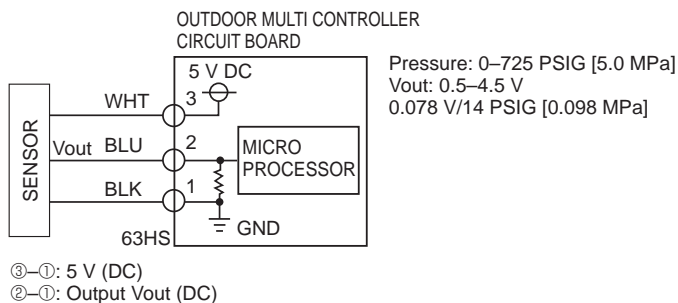 OUTDOOR MULTI CONTROLLER
CIRCUIT BOARD
Pressure: 0–725 PSIG [5.0 MPa]
Vout: 0.5–4.5 V
0.078 V/14 PSIG [0.098 MPa]
5 V DC
SENSOR
WHT
3
Vout BLU
2
MICRO
PROCESSOR
BLK
1
GND
63HS
③–①: 5 V (DC)
②–①: Output Vout (DC)